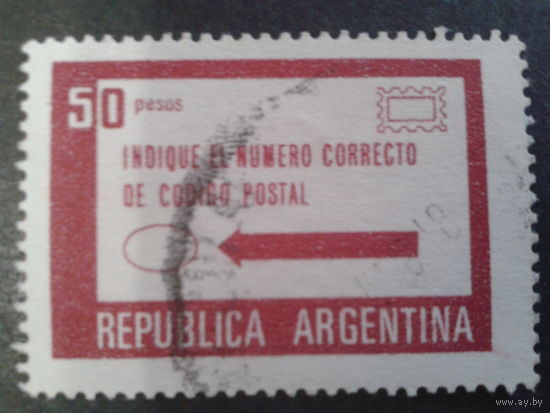 50 pesos
INDIQUE EL NUMERO CORRECTO
DE CODIGO POSTAL
REPUBLICA ARGENTINA
www.ay.by